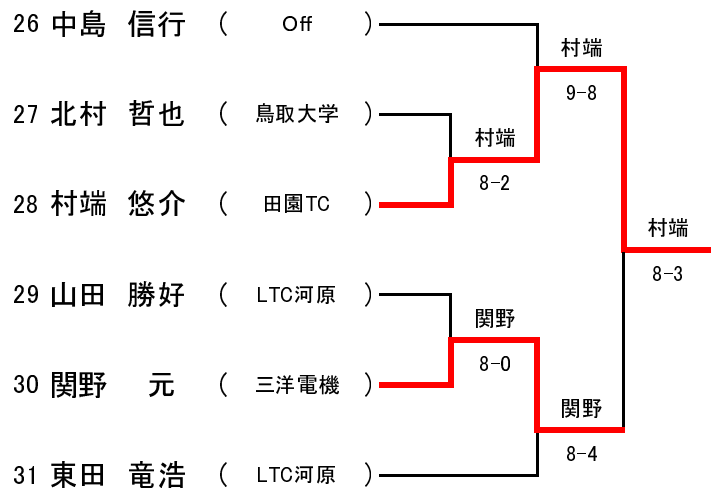 26 中島 信行 ( Off )
村端
9-8
27 北村 哲也 ( 鳥取大学 )
村端
8-2
28 村端 悠介 ( 田園TC )
村端
8-3
29 山田 勝好 ( LTC河原 )
関野
8-0
30 関野 元 ( 三洋電機 )
関野
8-4
31 東田 竜浩 ( LTC河原 )